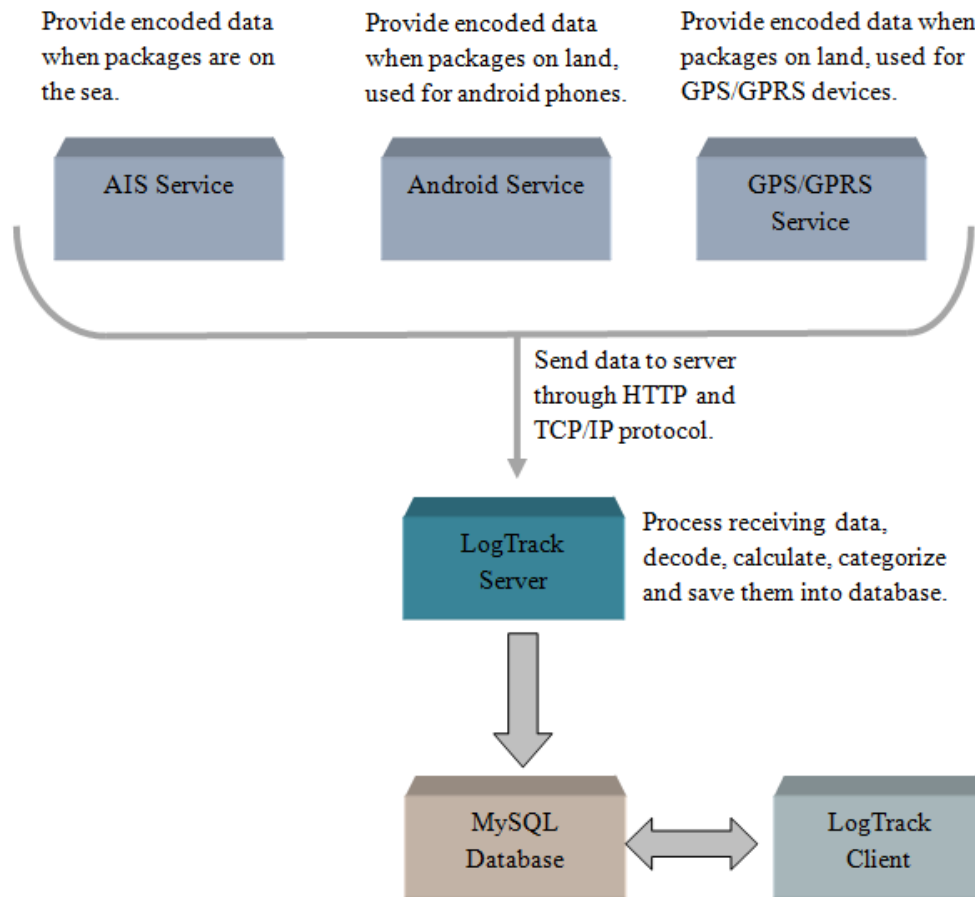 Provide encoded data
when packages are on
the sea.
Provide encoded data
when packages on land,
used for android phones.
Provide encoded data when
packages on land, used for
GPS/GPRS devices.
AIS Service
Android Service
GPS/GPRS
Service
Send data to server
through HTTP and
TCP/IP protocol.
LogTrack
Server
Process receiving data,
decode, calculate, categorize
and save them into database.
MySQL
Database
LogTrack
Client